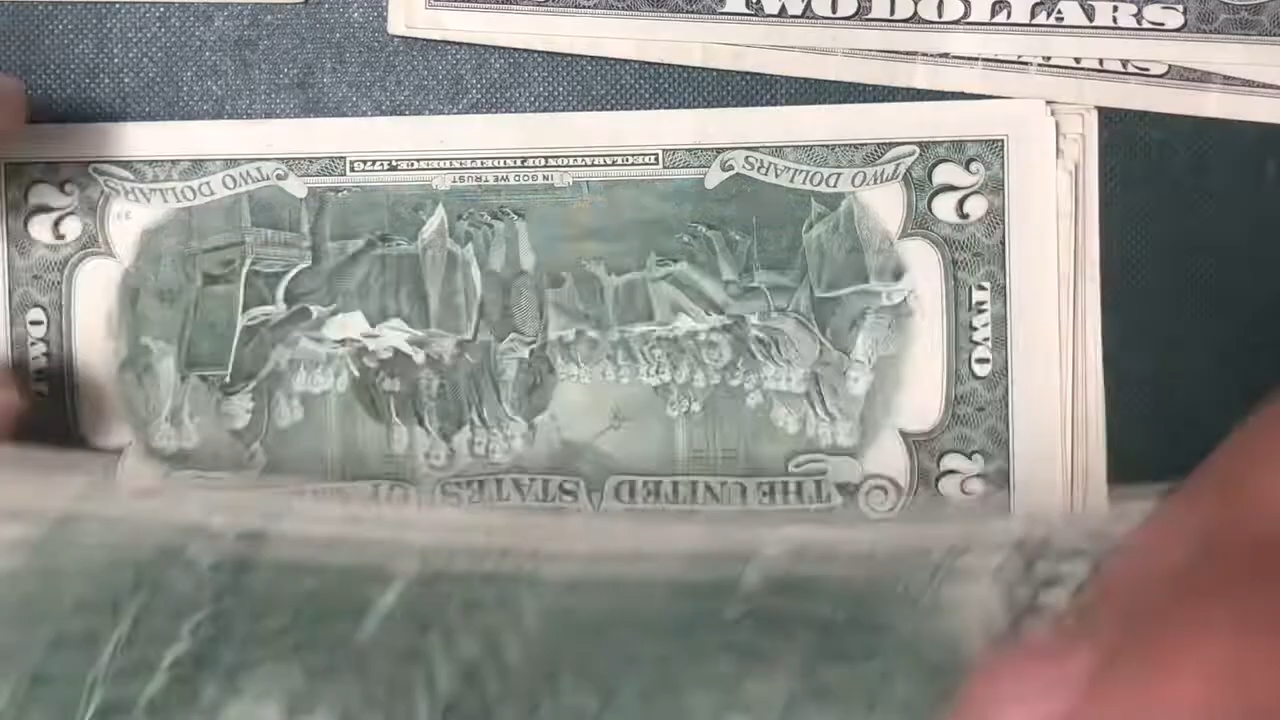 TWO DOLLARS
DECLARATION OF INDEPENDENCE, 1776
IN GOD WE TRUST
TWO DOLLARS
TWO DOLLARS
2
2
TWO
TWO
2
THE UNITED STATES OF